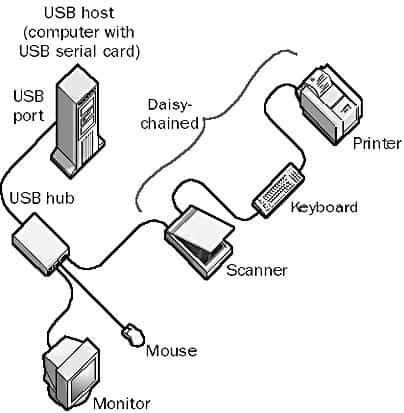 USB host
(computer with
USB serial card)
USB
port
Daisy-
chained
Printer
USB hub
Keyboard
Scanner
Mouse
Monitor